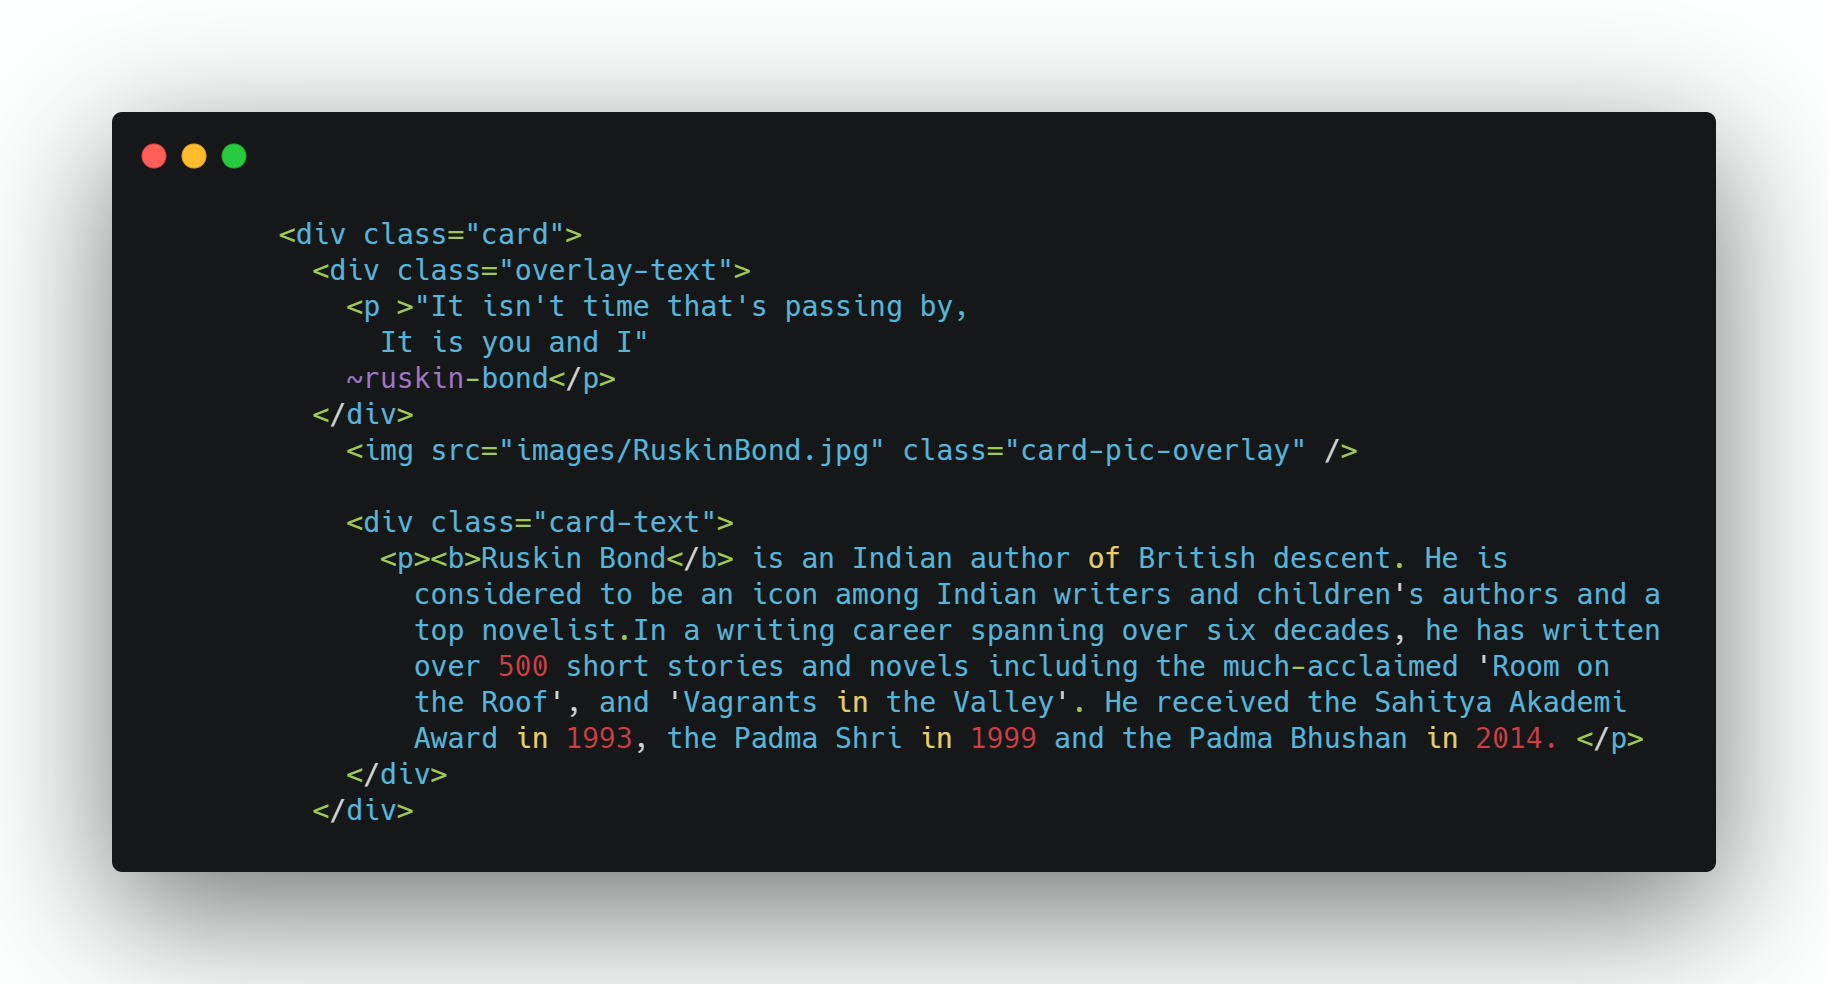 <div class="card">
<div class="overlay-text">
<p >"It isn't time that's passing by,
It is you and I"
~ruskin-bond</p>
</div>
<img src="images/RuskinBond.jpg" class="card-pic-overlay" />
<div class="card-text">
<p><b>Ruskin Bond</b> is an Indian author of British descent. He is
considered to be an icon among Indian writers and children's authors and a
top novelist.In a writing career spanning over six decades, he has written
over 500 short stories and novels including the much-acclaimed 'Room on
the Roof', and 'Vagrants in the Valley'. He received the Sahitya Akademi
Award in 1993, the Padma Shri in 1999 and the Padma Bhushan in 2014. </p>
</div>
</div>